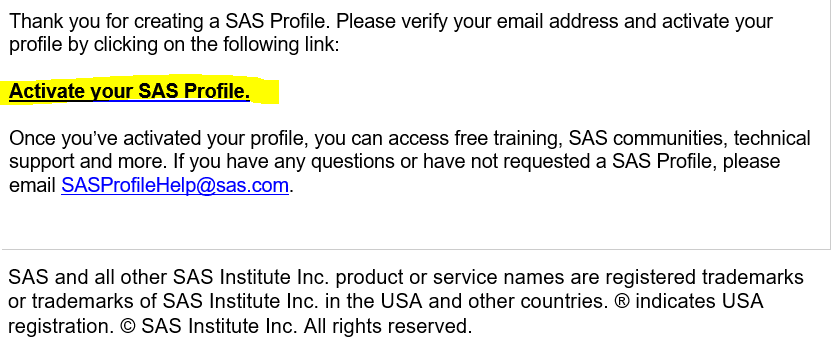 Thank you for creating a SAS Profile. Please verify your email address and activate your
profile by clicking on the following link:
Activate your SAS Profile.
Once you’ve activated your profile, you can access free training, SAS communities, technical
support and more. If you have any questions or have not requested a SAS Profile, please
email SASProfileHelp@sas.com.
SAS and all other SAS Institute Inc. product or service names are registered trademarks
or trademarks of SAS Institute Inc. in the USA and other countries. ® indicates USA
registration. © SAS Institute Inc. All rights reserved.